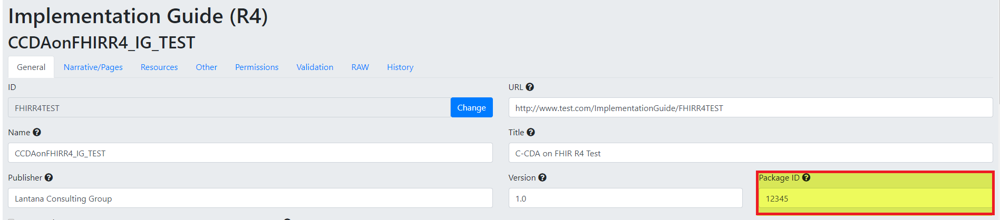 Implementation Guide (R4)
CCDAonFHIRR4_IG_TEST
General Narrative/Pages Resources Other Permissions Validation RAW History
ID
FHIRR4TEST Change
URL
http://www.test.com/ImplementationGuide/FHIRR4TEST
Name
CCDAonFHIRR4_IG_TEST
Title
C-CDA on FHIR R4 Test
Publisher
Lantana Consulting Group
Version
1.0
Package ID
12345